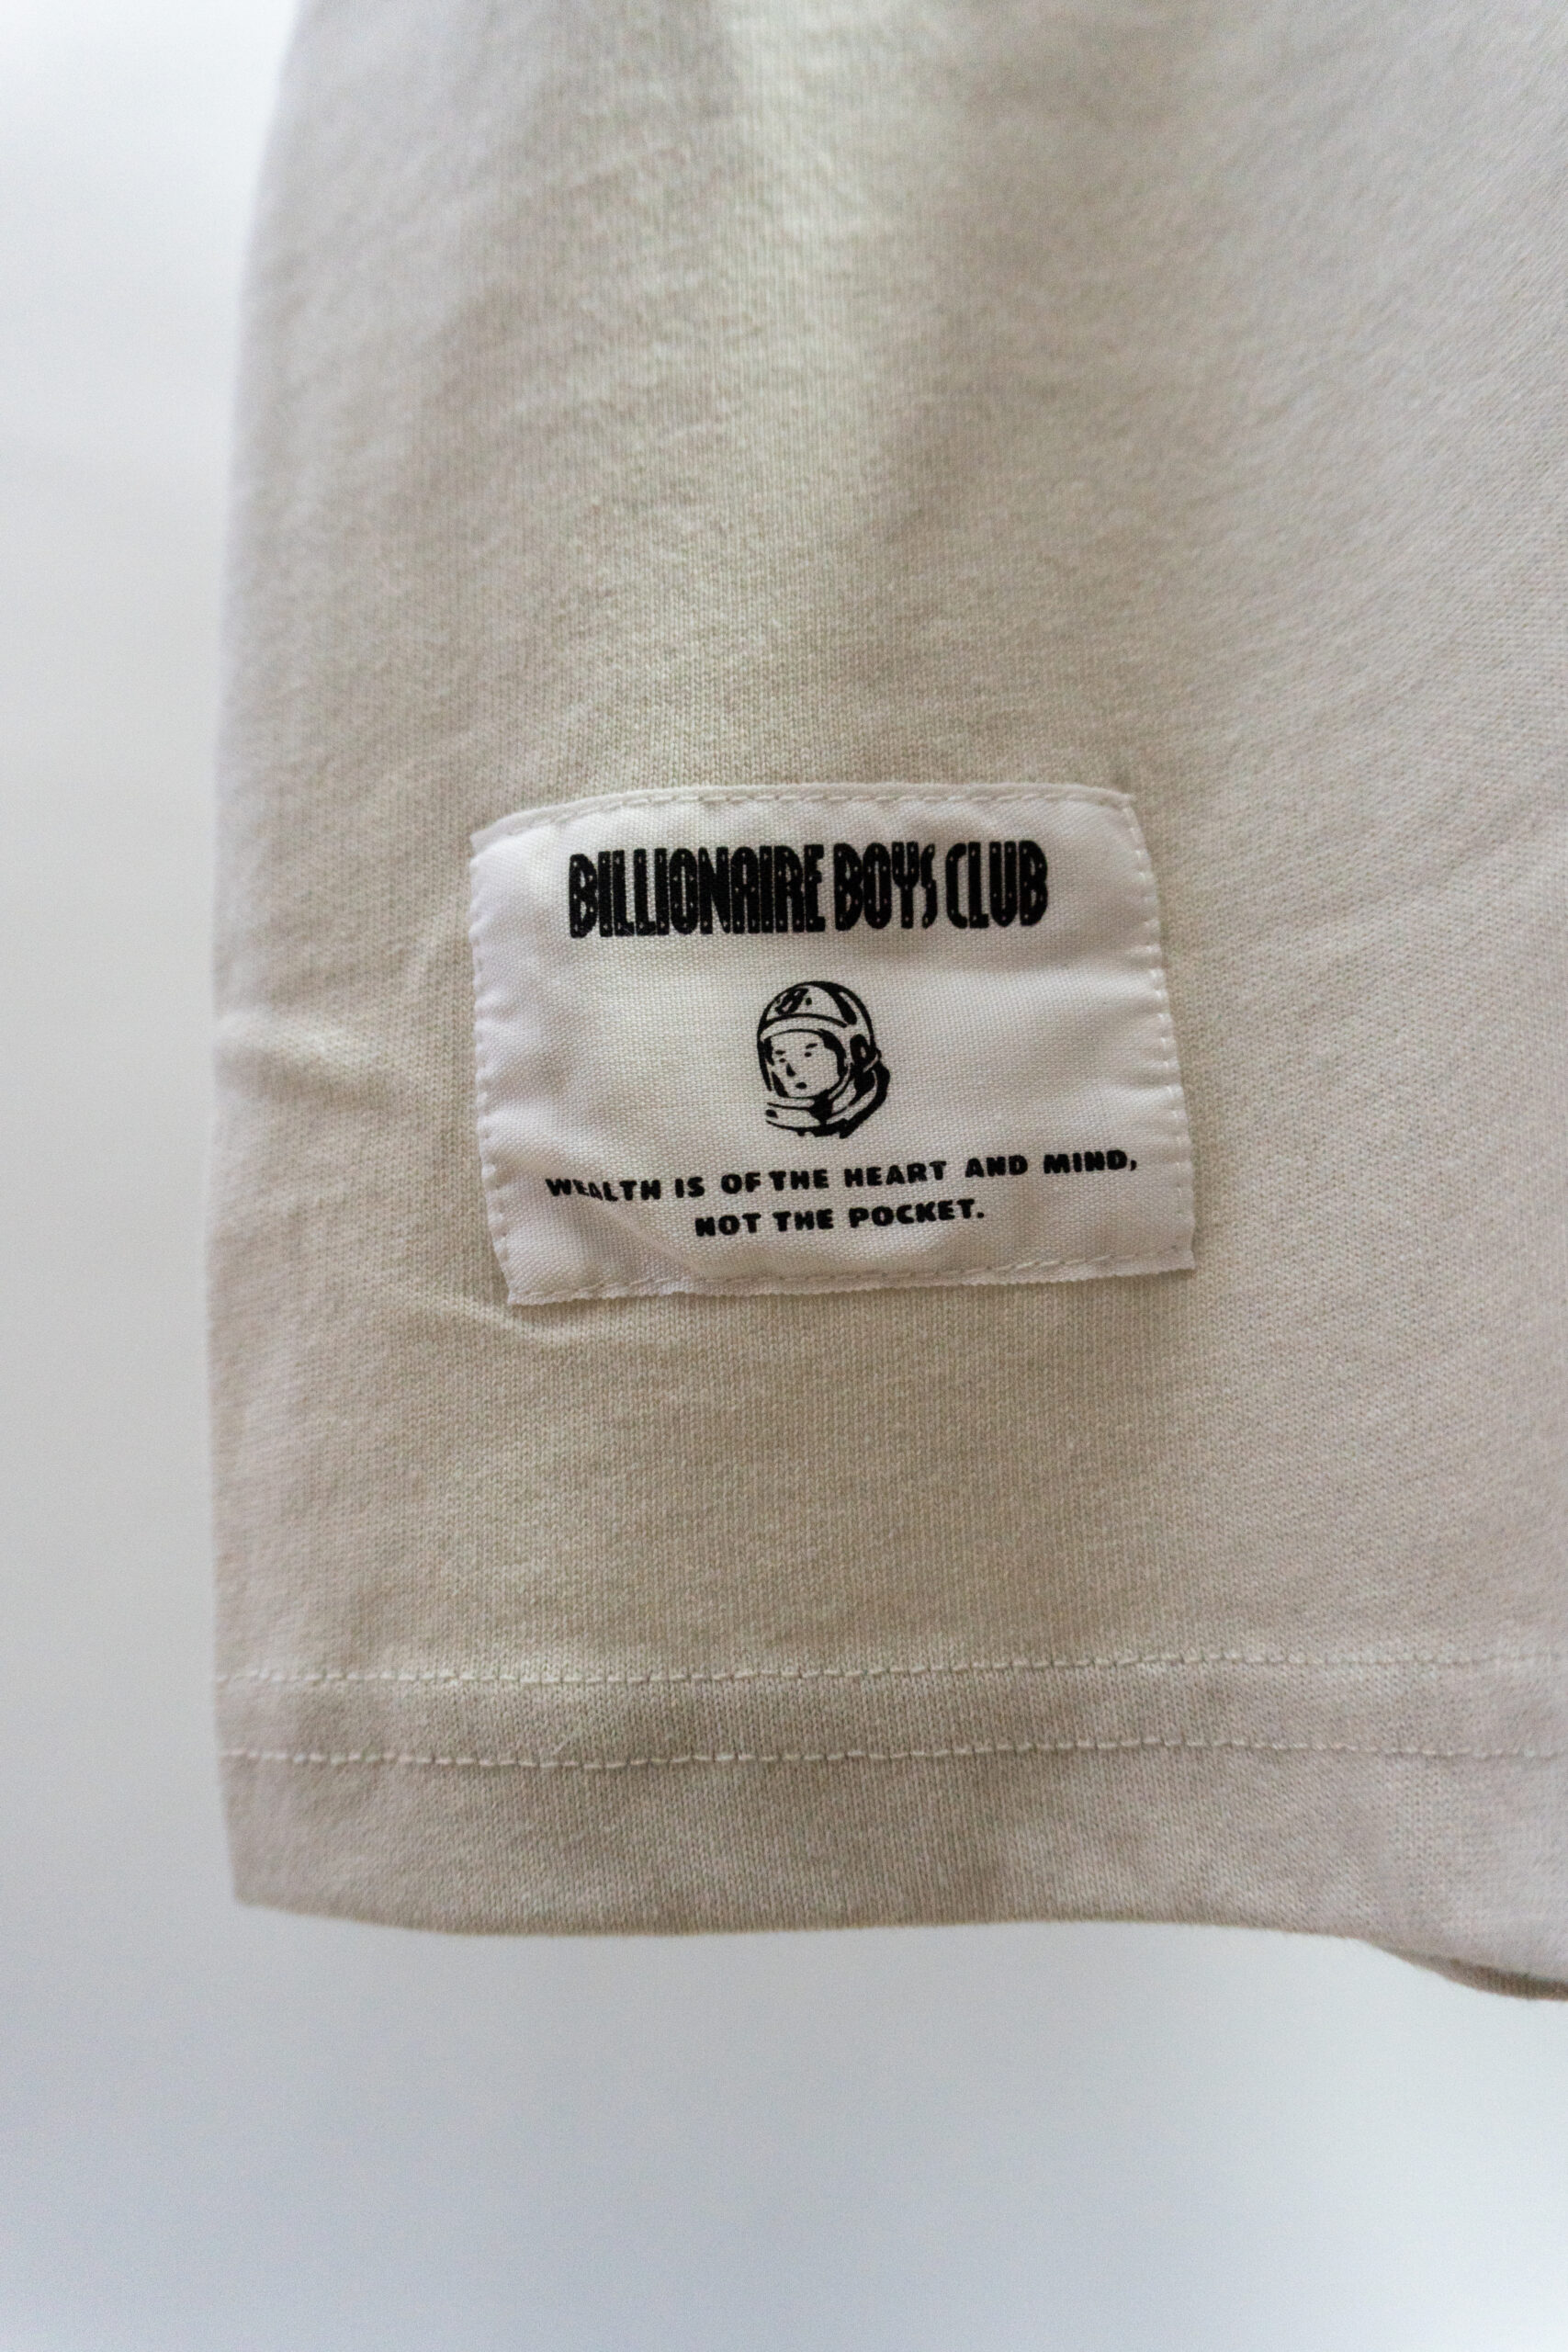 BILLIONAIRE BOYS CLUB
WEALTH IS OF THE HEART AND MIND,
NOT THE POCKET.